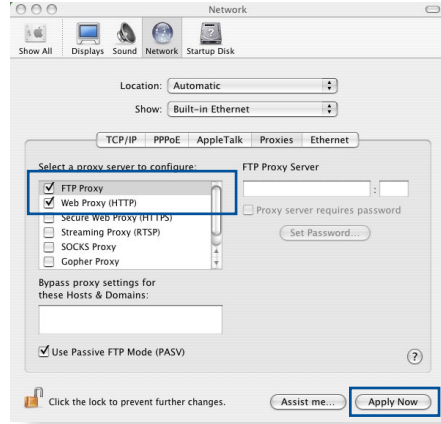 Network
Show All Displays Sound Network Startup Disk
Location: Automatic
Show: Built-in Ethernet
TCP/IP PPPoE AppleTalk Proxies Ethernet
Select a proxy server to configure: FTP Proxy Server
FTP Proxy
Web Proxy (HTTP) :
Secure Web Proxy (HTTPS) Proxy server requires password
Streaming Proxy (RTSP) Set Password...
SOCKS Proxy
Gopher Proxy
Bypass proxy settings for
these Hosts & Domains:
Use Passive FTP Mode (PASV) ?
Click the lock to prevent further changes. Assist me... Apply Now